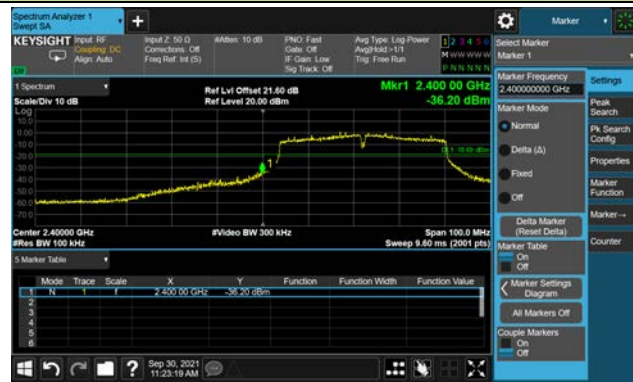 Spectrum Analyzer 1
Swept SA
Marker
KEYSIGHT
Input: RF
Coupling: DC
Align: Auto
Input Z: 50 Ω
Corrections: Off
Freq Ref: Int (S)
#Atten: 10 dB
PNO: Fast
Gate: Off
IF Gain: Low
Sig Track: Off
Avg Type: Log-Power
Avg|Hold:>1/1
Trig: Free Run
1 2 3 4 5 6
M W W W W W
P N N N N N
Select Marker
Marker 1
1 Spectrum
Scale/Div 10 dB
Log
Ref Lvl Offset 21.60 dB
Ref Level 20.00 dBm
Mkr1 2.400 00 GHz
-36.20 dBm
10.0
0.00
-10.0
-20.0
-30.0
-40.0
-50.0
-60.0
-70.0
1
Center 2.40000 GHz
#Res BW 100 kHz
#Video BW 300 kHz
Span 100.0 MHz
Sweep 9.60 ms (2001 pts)
5 Marker Table
Mode Trace Scale X Y Function Function Width Function Value
1 N 1 f 2.400 00 GHz -36.20 dBm
2
3
4
5
6
Marker Frequency
2.400000000 GHz
Marker Mode
Normal
Delta (Δ)
Fixed
Off
Delta Marker
(Reset Delta)
Marker Table
On
Off
Marker Settings
Diagram
All Markers Off
Couple Markers
On
Off
Settings
Peak
Search
Pk Search
Config
Properties
Marker
Function
Marker→
Counter
Sep 30, 2021
11:23:19 AM